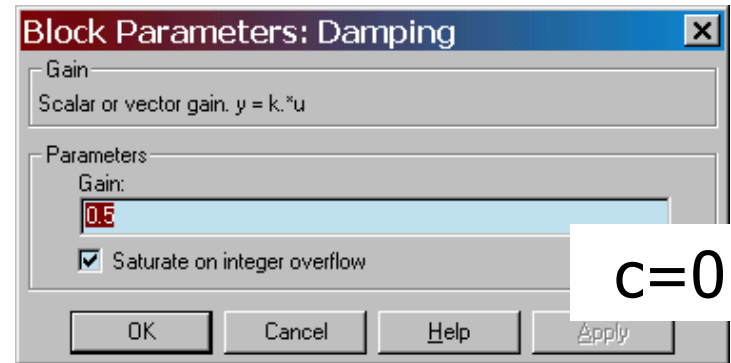 Block Parameters: Damping
Gain
Scalar or vector gain. y = k.*u
Parameters
Gain:
0.5
Saturate on integer overflow
c=0
OK Cancel Help Apply